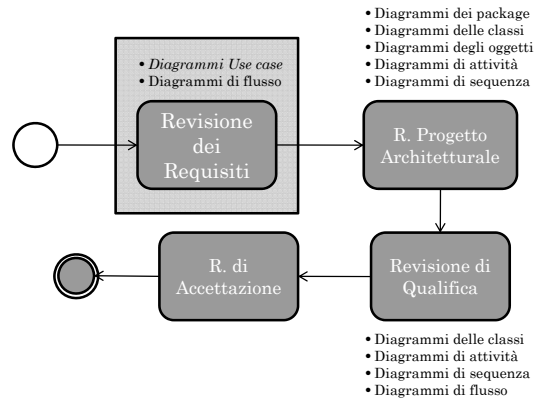 • Diagrammi dei package
• Diagrammi delle classi
• Diagrammi degli oggetti
• Diagrammi di attività
• Diagrammi di sequenza
• Diagrammi Use case
• Diagrammi di flusso
Revisione
dei
Requisiti
R. Progetto
Architetturale
R. di
Accettazione
Revisione di
Qualifica
• Diagrammi delle classi
• Diagrammi di attività
• Diagrammi di sequenza
• Diagrammi di flusso